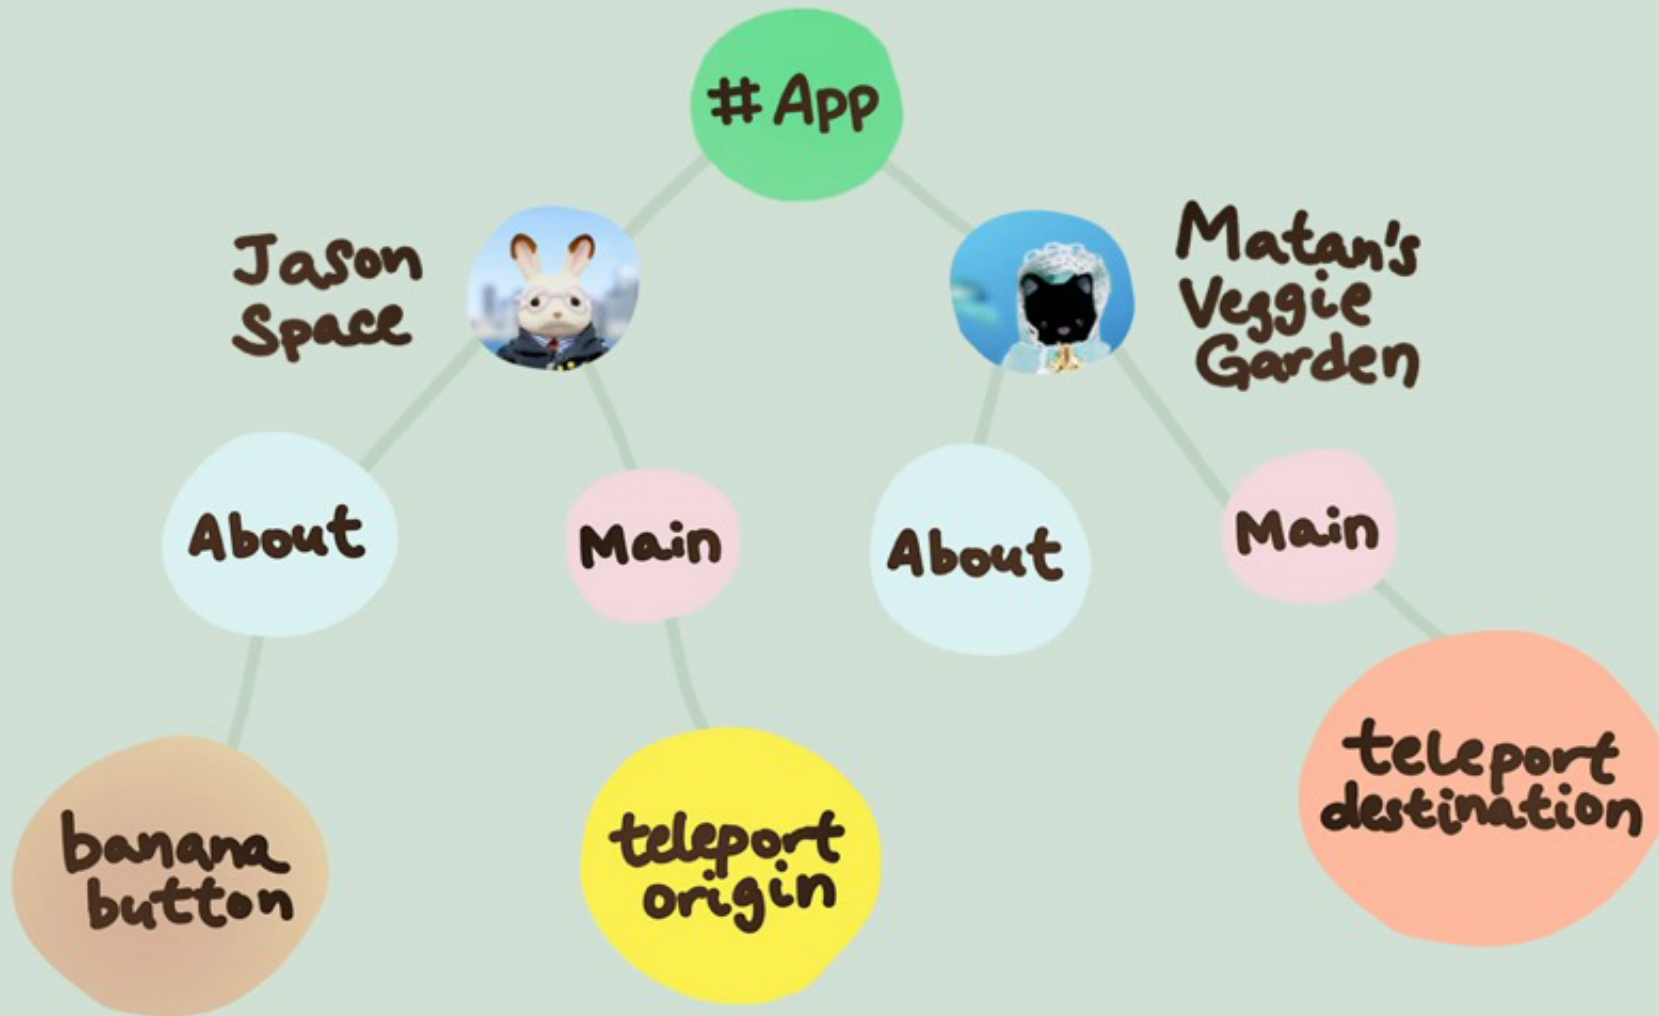 #App
Jason
Space
Matan's
Veggie
Garden
About
Main
About
Main
banana
button
teleport
origin
teleport
destination